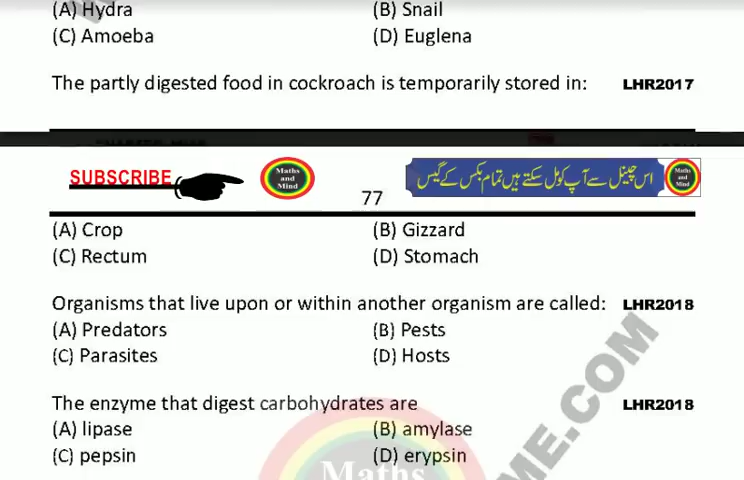 (A) Hydra (B) Snail
(C) Amoeba (D) Euglena
The partly digested food in cockroach is temporarily stored in: LHR2017
SUBSCRIBE
Maths and Mind
اس چینل سے آپ کو مل سکتے ہیں تمام بکس کے گیس
Maths and Mind
77
(A) Crop (B) Gizzard
(C) Rectum (D) Stomach
Organisms that live upon or within another organism are called: LHR2018
(A) Predators (B) Pests
(C) Parasites (D) Hosts
The enzyme that digest carbohydrates are LHR2018
(A) lipase (B) amylase
(C) pepsin (D) erypsin
Maths